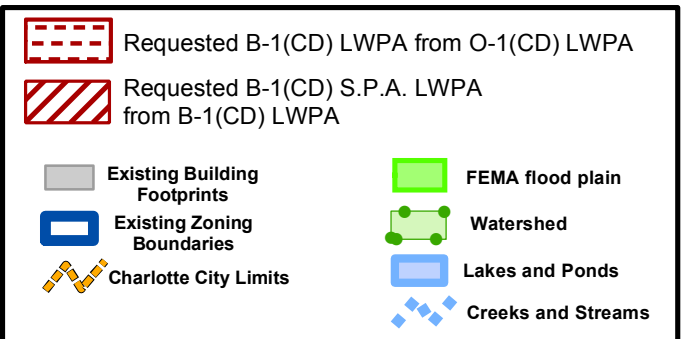 Requested B-1(CD) LWPA from O-1(CD) LWPA
Requested B-1(CD) S.P.A. LWPA
from B-1(CD) LWPA
Existing Building
Footprints
Existing Zoning
Boundaries
Charlotte City Limits
FEMA flood plain
Watershed
Lakes and Ponds
Creeks and Streams